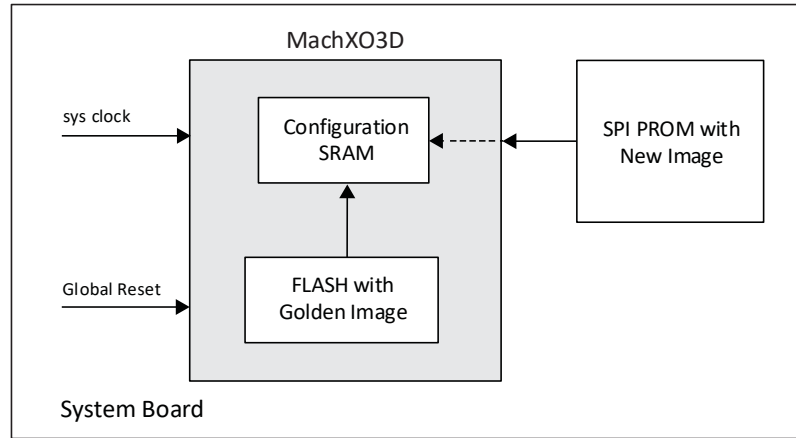 MachXO3D
sys clock
Configuration
SRAM
SPI PROM with
New Image
Global Reset
FLASH with
Golden Image
System Board